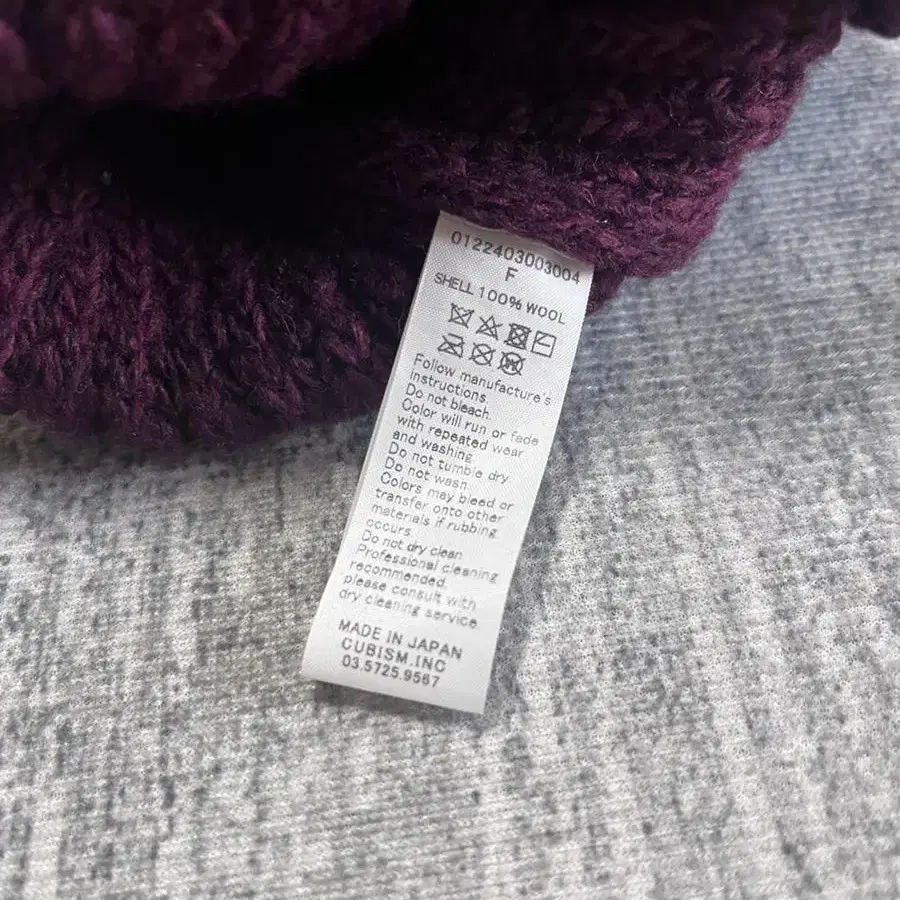 0122403003004
F
SHELL 100% WOOL
Follow manufacture's
instructions.
Do not bleach.
Color will run or fade
with repeated wear
and washing.
Do not tumble dry
Do not wash.
Colors may bleed or
transfer onto other
materials if rubbing
occurs.
Do not dry clean
Professional cleaning
recommended.
please consult with
dry cleaning service
MADE IN JAPAN
CUBISM.INC
03.5725.9567